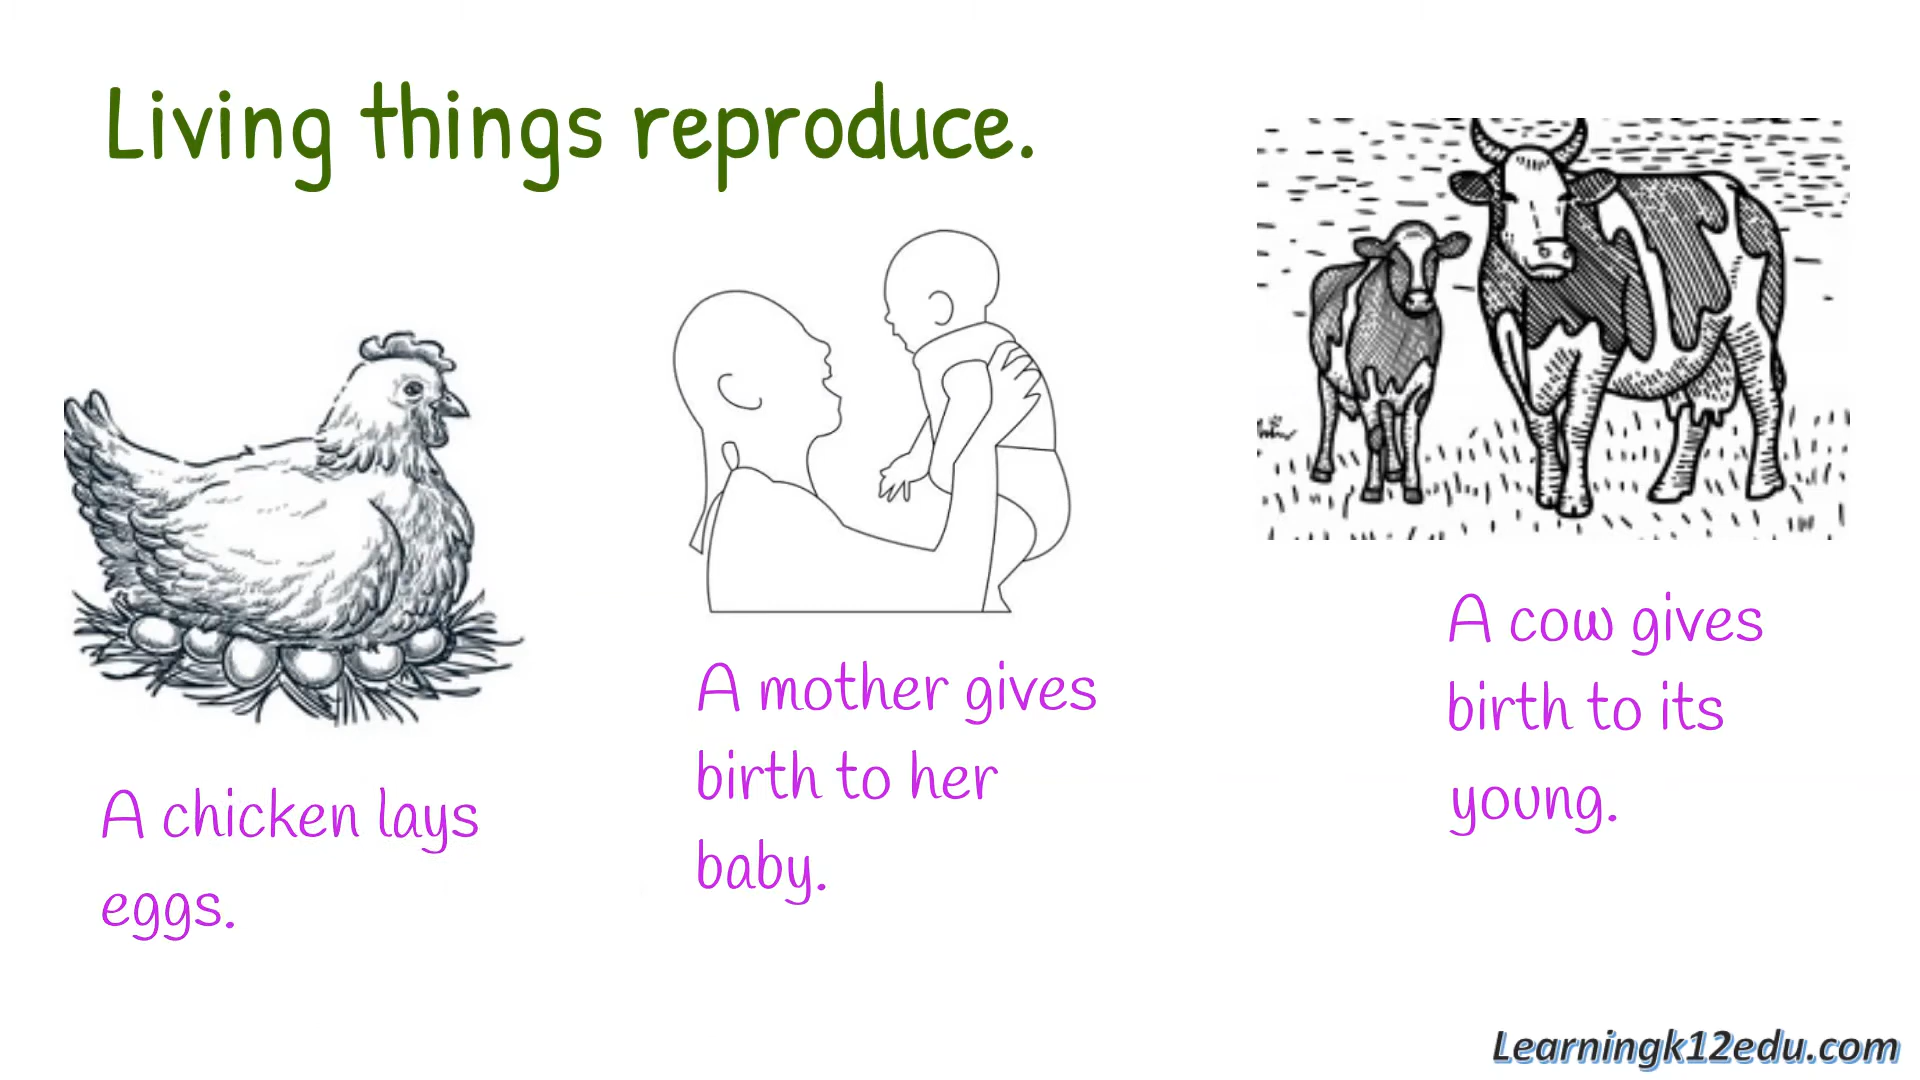 Living things reproduce.
A chicken lays
eggs.
A mother gives
birth to her
baby.
A cow gives
birth to its
young.
Learningk12edu.com